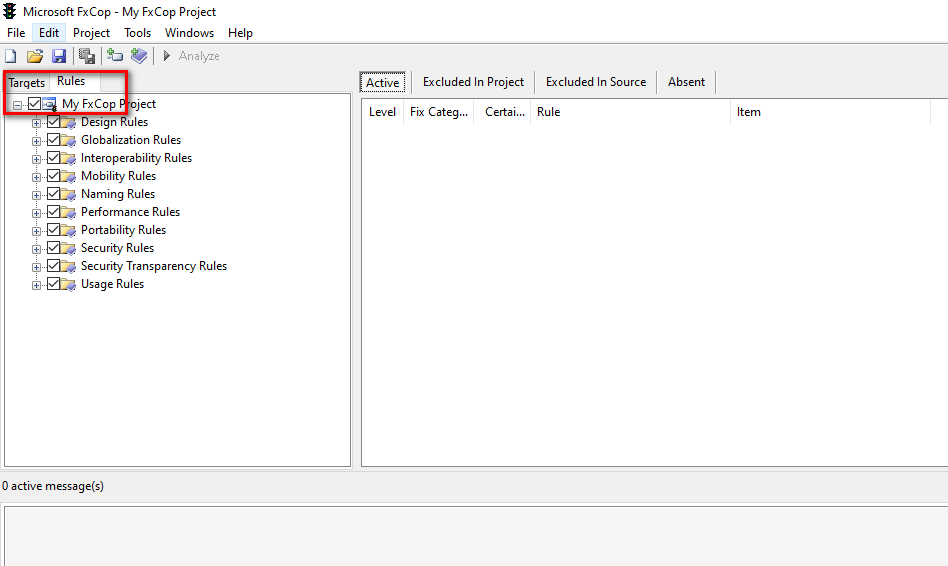 Microsoft FxCop - My FxCop Project
File Edit Project Tools Windows Help
Analyze
Targets Rules
My FxCop Project
Design Rules
Globalization Rules
Interoperability Rules
Mobility Rules
Naming Rules
Performance Rules
Portability Rules
Security Rules
Security Transparency Rules
Usage Rules
Active Excluded In Project Excluded In Source Absent
Level Fix Categ... Certai... Rule Item
0 active message(s)